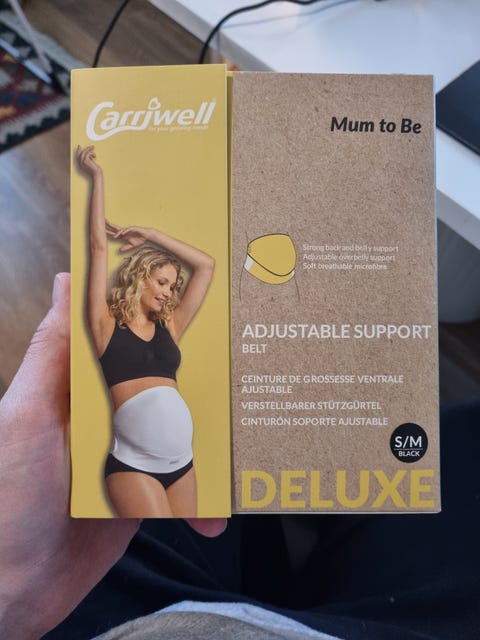 Carriwell
for your growing needs
Mum to Be
Strong back and belly support
Adjustable overbelly support
Soft breathable microfibre
ADJUSTABLE SUPPORT
BELT
CEINTURE DE GROSSESSE VENTRALE
AJUSTABLE
VERSTELLBARER STÜTZGÜRTEL
CINTURÓN SOPORTE AJUSTABLE
S/M
BLACK
DELUXE